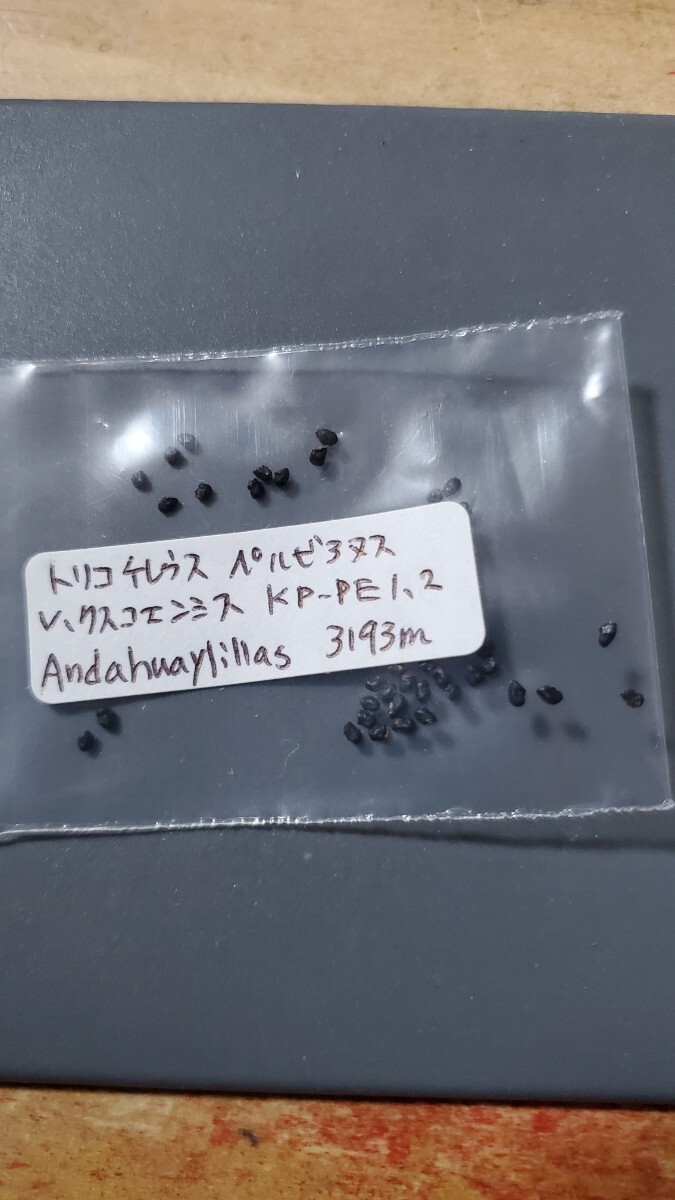 トリコケレウス ペルビアヌス
v、クスコエンシス KP-PE1、2
Andahuaylillas 3193m